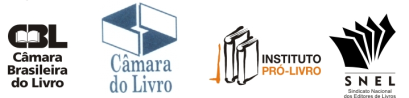 CBL
Câmara
Brasileira
do Livro
Câmara
do Livro
INSTITUTO
PRÓ-LIVRO
SNEL
Sindicato Nacional
dos Editores de Livros